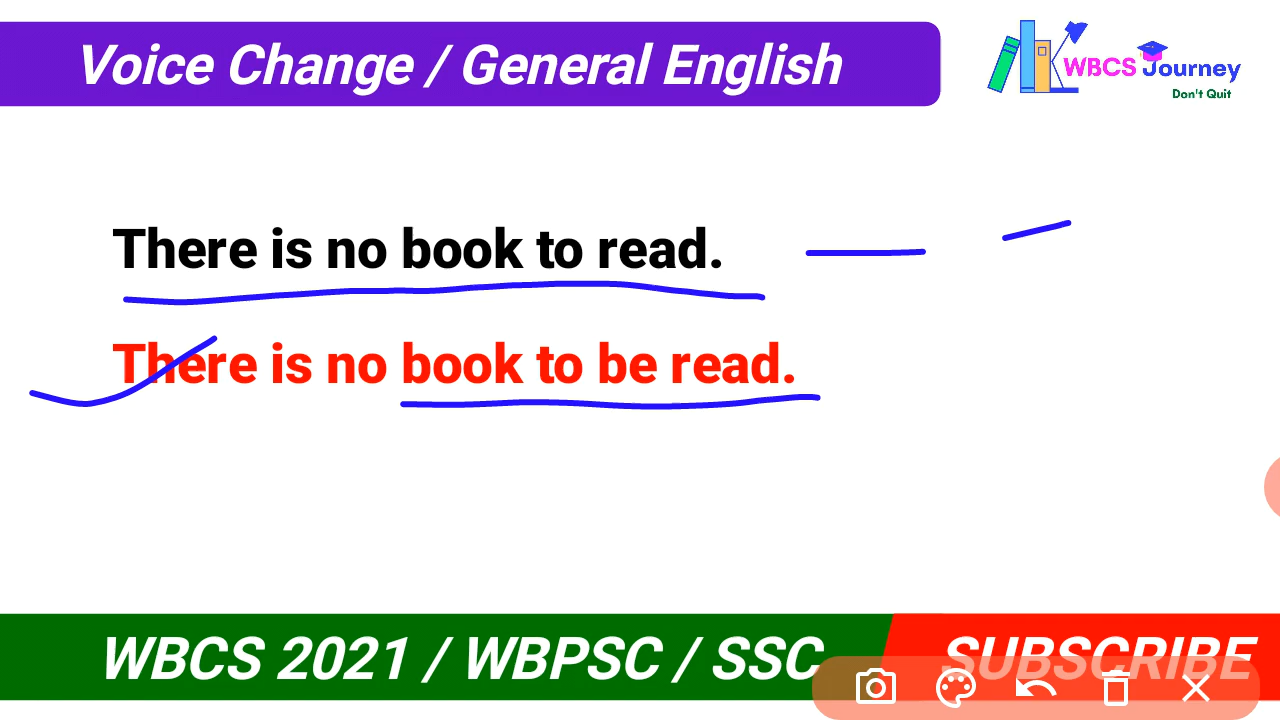 Voice Change / General English
WBCS Journey
Don't Quit
There is no book to read.
There is no book to be read.
WBCS 2021 / WBPSC / SSC
SUBSCRIBE